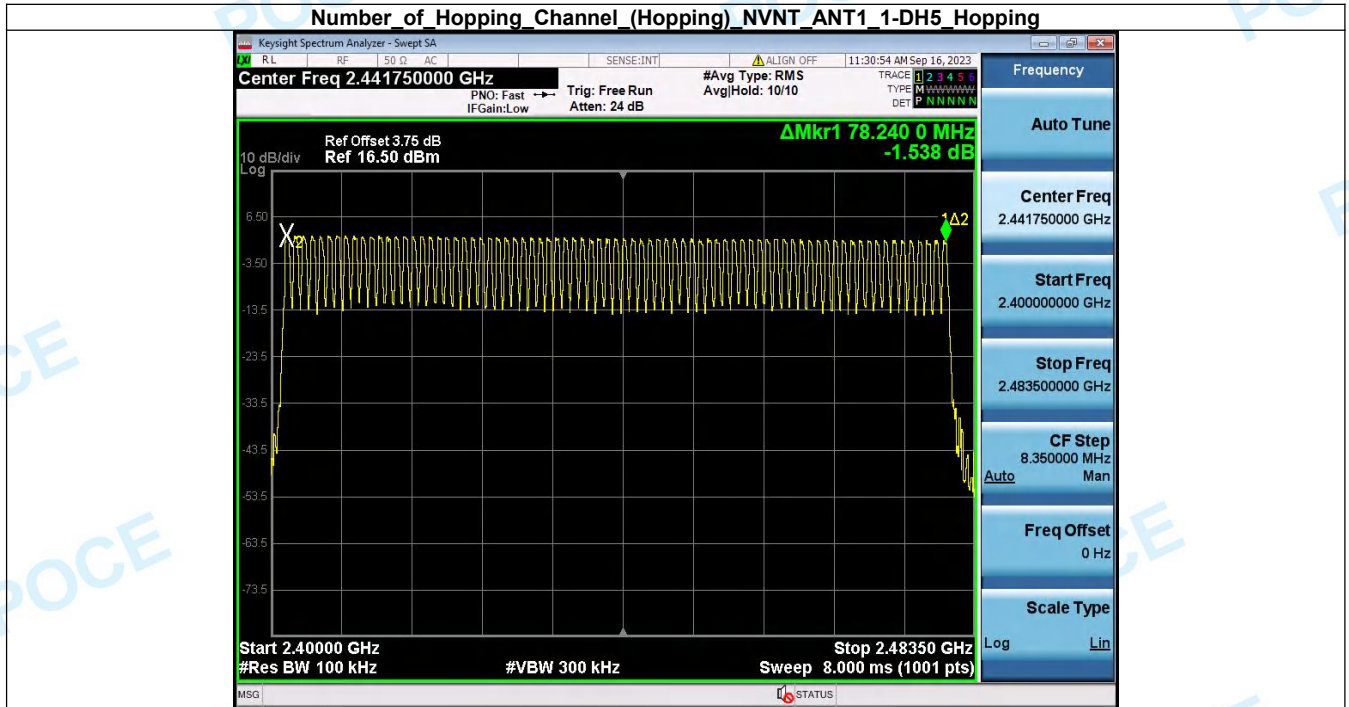 Number_of_Hopping_Channel_(Hopping)_NVNT_ANT1_1-DH5_Hopping
Keysight Spectrum Analyzer - Swept SA
LXI RL RF 50 Ω AC SENSE:INT ALIGN OFF 11:30:54 AM Sep 16, 2023
Center Freq 2.441750000 GHz
PNO: Fast
IFGain:Low
Trig: Free Run
Atten: 24 dB
#Avg Type: RMS
Avg|Hold: 10/10
TRACE 1 2 3 4 5 6
TYPE M WWWWW
DET P N N N N N
ΔMkr1 78.240 0 MHz
-1.538 dB
Ref Offset 3.75 dB
10 dB/div Ref 16.50 dBm
Log
6.50
-3.50
-13.5
-23.5
-33.5
-43.5
-53.5
-63.5
-73.5
X2
1Δ2
Start 2.40000 GHz Stop 2.48350 GHz
#Res BW 100 kHz #VBW 300 kHz Sweep 8.000 ms (1001 pts)
MSG STATUS
Frequency
Auto Tune
Center Freq
2.441750000 GHz
Start Freq
2.400000000 GHz
Stop Freq
2.483500000 GHz
CF Step
8.350000 MHz
Auto Man
Freq Offset
0 Hz
Scale Type
Log Lin
POCE